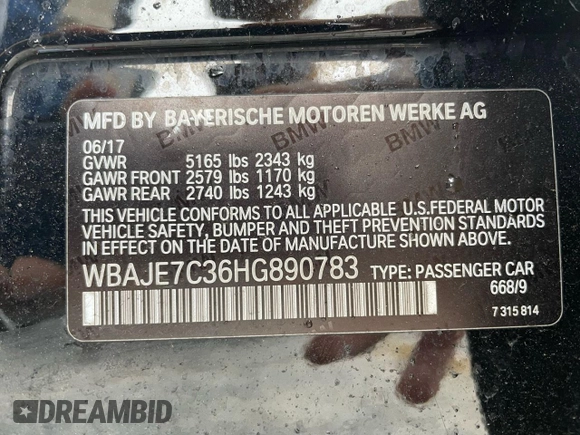 MFD BY BAYERISCHE MOTOREN WERKE AG
06/17
GVWR 5165 lbs 2343 kg
GAWR FRONT 2579 lbs 1170 kg
GAWR REAR 2740 lbs 1243 kg
THIS VEHICLE CONFORMS TO ALL APPLICABLE U.S.FEDERAL MOTOR
VEHICLE SAFETY, BUMPER AND THEFT PREVENTION STANDARDS
IN EFFECT ON THE DATE OF MANUFACTURE SHOWN ABOVE.
WBAJE7C36HG890783 TYPE: PASSENGER CAR
668/9
7 315 814
DREAMBID